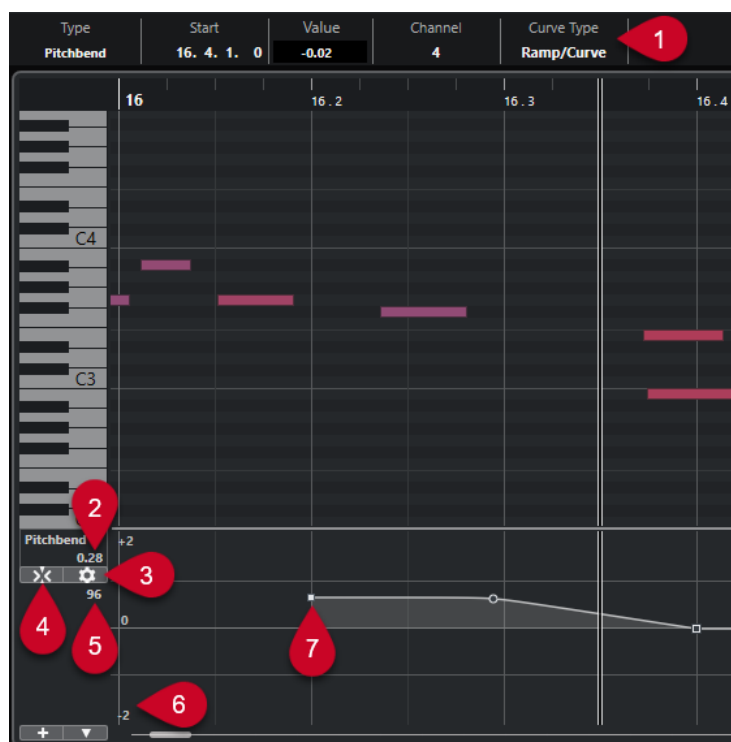 Type Start Value Channel Curve Type
Pitchbend 16. 4. 1. 0 -0.02 4 Ramp/Curve
1
16 16.2 16.3 16.4
C4
C3
2
Pitchbend +2
0.28
3
96
0
4
5
7
6
-2